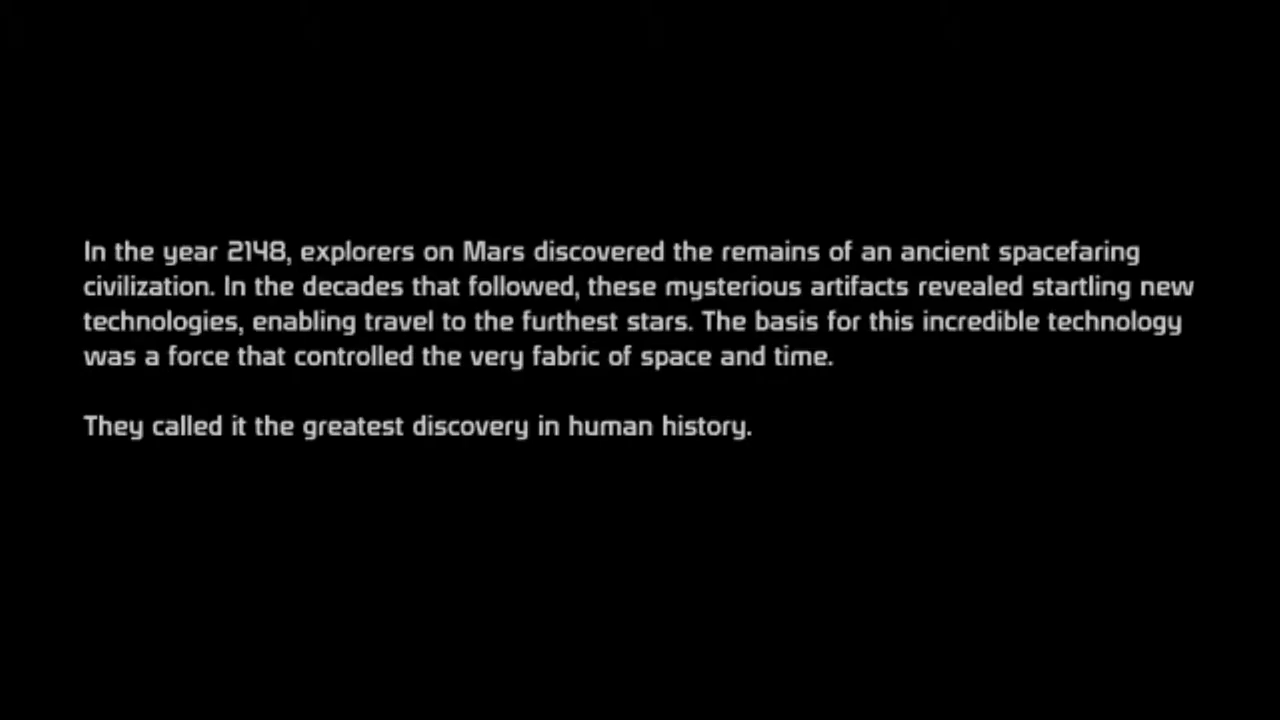 In the year 2148, explorers on Mars discovered the remains of an ancient spacefaring
civilization. In the decades that followed, these mysterious artifacts revealed startling new
technologies, enabling travel to the furthest stars. The basis for this incredible technology
was a force that controlled the very fabric of space and time.
They called it the greatest discovery in human history.